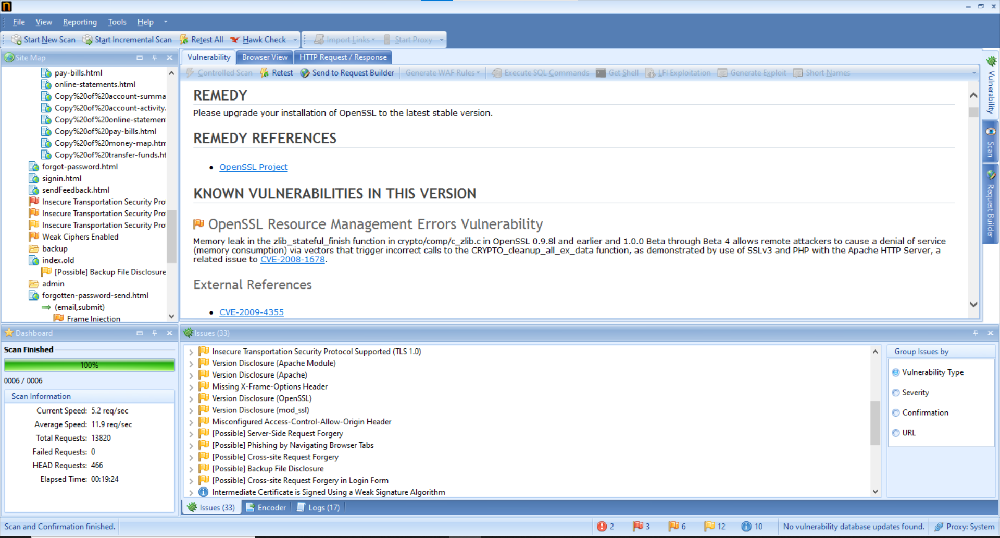 n
File View Reporting Tools Help
Start New Scan Start Incremental Scan Retest All Hawk Check Import Links Start Proxy
Site Map
pay-bills.html
online-statements.html
Copy%20of%20account-summa
Copy%20of%20account-activity.
Copy%20of%20online-statemen
Copy%20of%20pay-bills.html
Copy%20of%20money-map.htm
Copy%20of%20transfer-funds.ht
forgot-password.html
signin.html
sendFeedback.html
Insecure Transportation Security Pro
Insecure Transportation Security Pro
Insecure Transportation Security Pro
Weak Ciphers Enabled
backup
index.old
[Possible] Backup File Disclosure
admin
forgotten-password-send.html
(email,submit)
Frame Injection
Vulnerability Browser View HTTP Request / Response
Controlled Scan Retest Send to Request Builder Generate WAF Rules Execute SQL Commands Get Shell LFI Exploitation Generate Exploit Short Names
REMEDY
Please upgrade your installation of OpenSSL to the latest stable version.
REMEDY REFERENCES
• OpenSSL Project
KNOWN VULNERABILITIES IN THIS VERSION
OpenSSL Resource Management Errors Vulnerability
Memory leak in the zlib_stateful_finish function in crypto/comp/c_zlib.c in OpenSSL 0.9.8l and earlier and 1.0.0 Beta through Beta 4 allows remote attackers to cause a denial of service
(memory consumption) via vectors that trigger incorrect calls to the CRYPTO_cleanup_all_ex_data function, as demonstrated by use of SSLv3 and PHP with the Apache HTTP Server, a
related issue to CVE-2008-1678.
External References
• CVE-2009-4355
Vulnerability
Scan
Request Builder
Dashboard
Scan Finished
100%
0006 / 0006
Scan Information
Current Speed: 5.2 req/sec
Average Speed: 11.9 req/sec
Total Requests: 13820
Failed Requests: 0
HEAD Requests: 466
Elapsed Time: 00:19:24
Issues (33)
Insecure Transportation Security Protocol Supported (TLS 1.0)
Version Disclosure (Apache Module)
Version Disclosure (Apache)
Missing X-Frame-Options Header
Version Disclosure (OpenSSL)
Version Disclosure (mod_ssl)
Misconfigured Access-Control-Allow-Origin Header
[Possible] Server-Side Request Forgery
[Possible] Phishing by Navigating Browser Tabs
[Possible] Cross-site Request Forgery
[Possible] Backup File Disclosure
[Possible] Cross-site Request Forgery in Login Form
Intermediate Certificate is Signed Using a Weak Signature Algorithm
Group Issues by
Vulnerability Type
Severity
Confirmation
URL
Issues (33) Encoder Logs (17)
Scan and Confirmation finished. 2 3 6 12 10 No vulnerability database updates found. Proxy: System